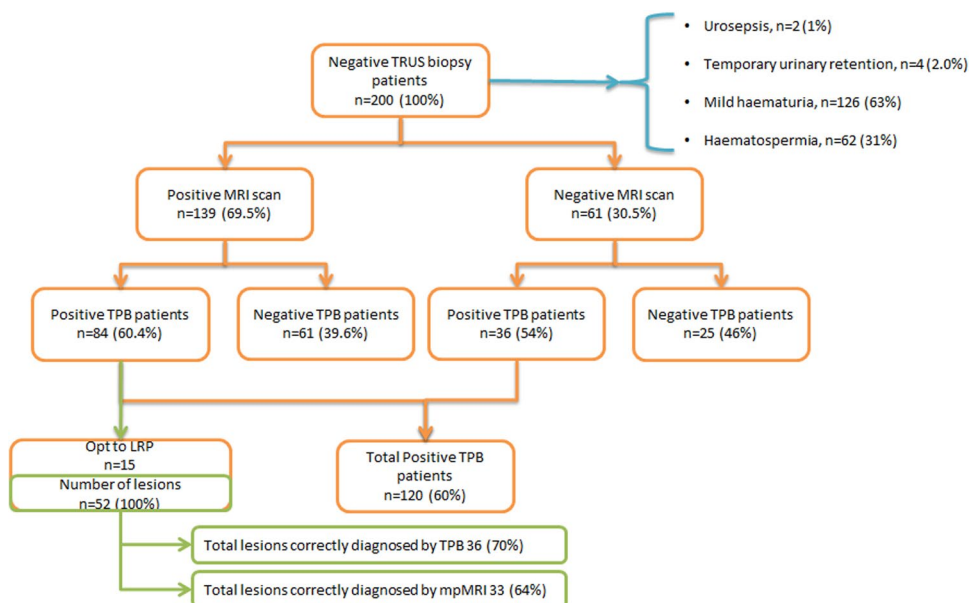 Negative TRUS biopsy
patients
n=200 (100%)
• Urosepsis, n=2 (1%)
• Temporary urinary retention, n=4 (2.0%)
• Mild haematuria, n=126 (63%)
• Haematospermia, n=62 (31%)
Positive MRI scan
n=139 (69.5%)
Negative MRI scan
n=61 (30.5%)
Positive TPB patients
n=84 (60.4%)
Negative TPB patients
n=61 (39.6%)
Positive TPB patients
n=36 (54%)
Negative TPB patients
n=25 (46%)
Opt to LRP
n=15
Number of lesions
n=52 (100%)
Total Positive TPB
patients
n=120 (60%)
Total lesions correctly diagnosed by TPB 36 (70%)
Total lesions correctly diagnosed by mpMRI 33 (64%)